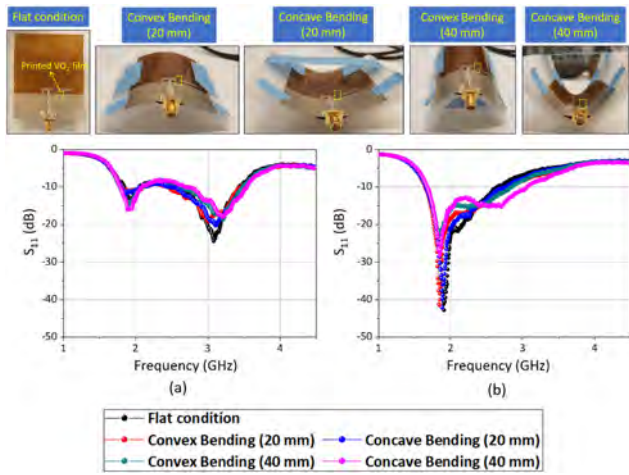 Flat condition
Convex Bending
(20 mm)
Concave Bending
(20 mm)
Convex Bending
(40 mm)
Concave Bending
(40 mm)
Printed VO₂ film
0
-10
-20
-30
-40
-50
S₁₁ (dB)
1 2 3 4
Frequency (GHz)
(a)
0
-10
-20
-30
-40
-50
S₁₁ (dB)
1 2 3 4
Frequency (GHz)
(b)
Flat condition
Convex Bending (20 mm)
Concave Bending (20 mm)
Convex Bending (40 mm)
Concave Bending (40 mm)